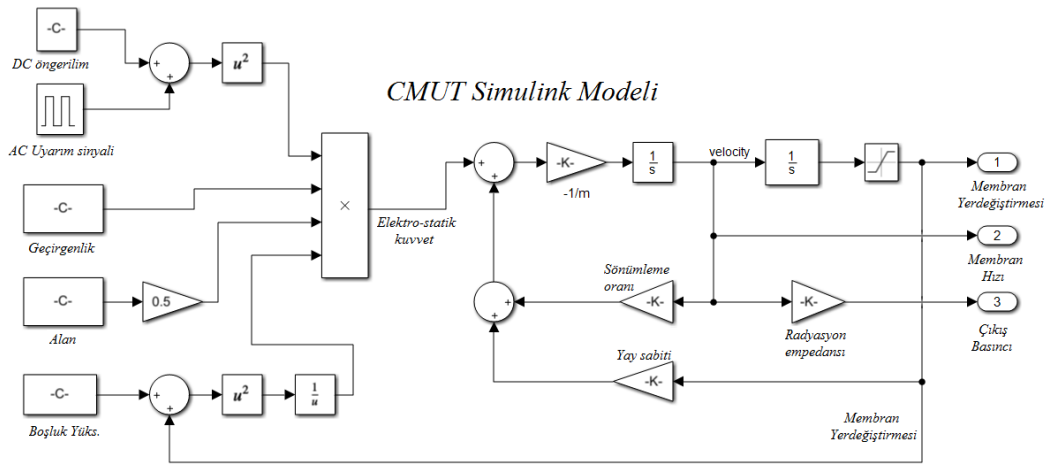 CMUT Simulink Modeli
-C-
DC öngerilim
+
+
u²
AC Uyarım sinyali
-C-
Geçirgenlik
-C-
0.5
Alan
-C-
Boşluk Yüks.
+
+
u²
1
u
×
Elektro-statik
kuvvet
+
+
-K-
-1/m
1
s
velocity
1
s
1
Membran
Yerdeğiştirmesi
2
Membran
Hızı
+
+
Sönümleme
oranı
-K-
-K-
Radyasyon
empedansı
3
Çıkış
Basıncı
Yay sabiti
-K-
Membran
Yerdeğiştirmesi